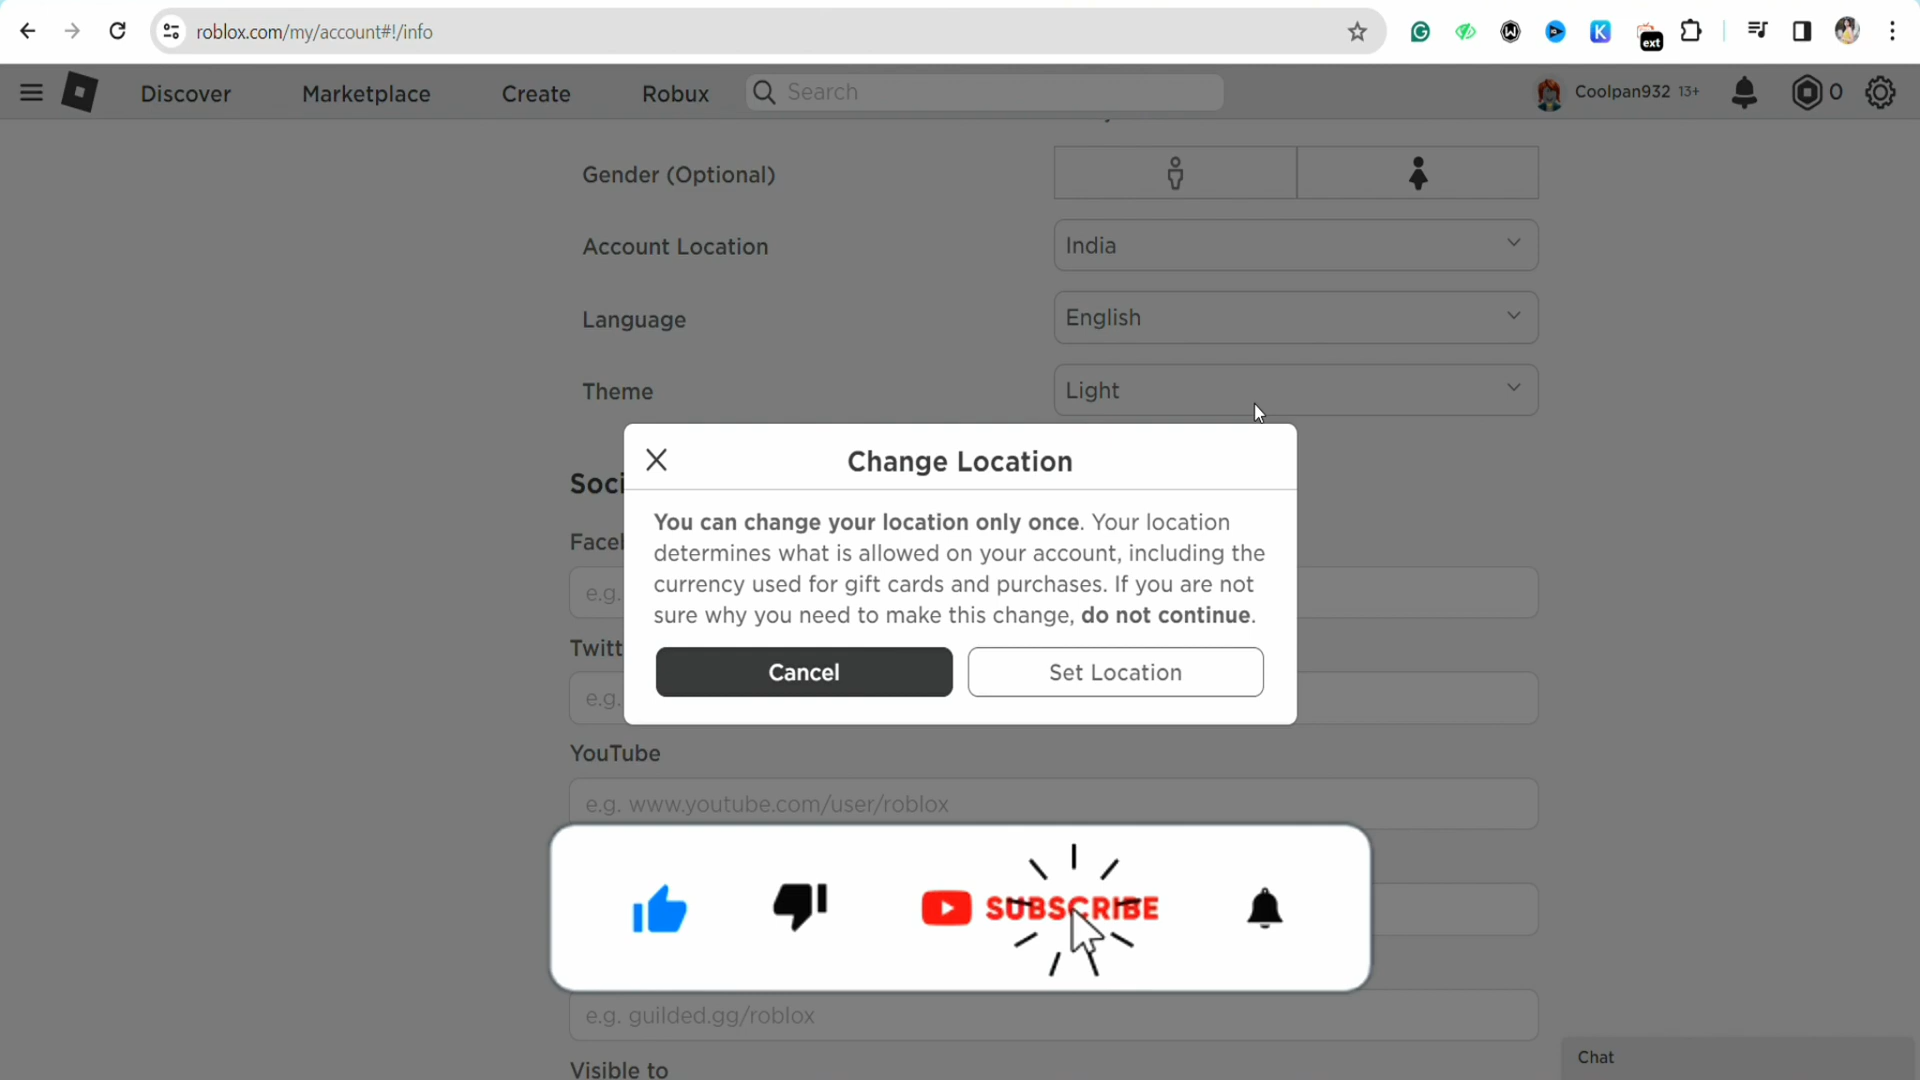 roblox.com/my/account#!/info
ext
Discover
Marketplace
Create
Robux
Search
Coolpan932 13+
0
Gender (Optional)
Account Location
India
Language
English
Theme
Light
Change Location
Soci
You can change your location only once. Your location
determines what is allowed on your account, including the
currency used for gift cards and purchases. If you are not
sure why you need to make this change, do not continue.
Cancel
Set Location
Facel
e.g.
Twitt
e.g.
YouTube
e.g. www.youtube.com/user/roblox
SUBSCRIBE
e.g. guilded.gg/roblox
Visible to
Chat